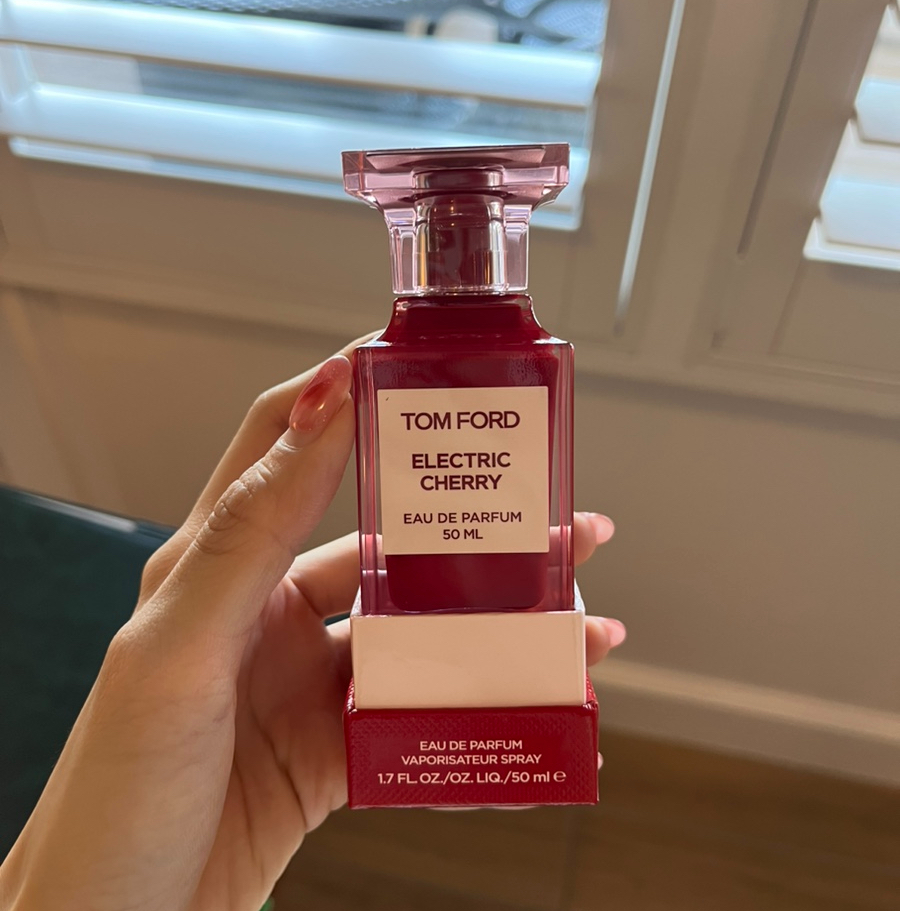 TOM FORD
ELECTRIC
CHERRY
EAU DE PARFUM
50 ML
EAU DE PARFUM
VAPORISATEUR SPRAY
1.7 FL. OZ./OZ. LIQ./50 ml ℮